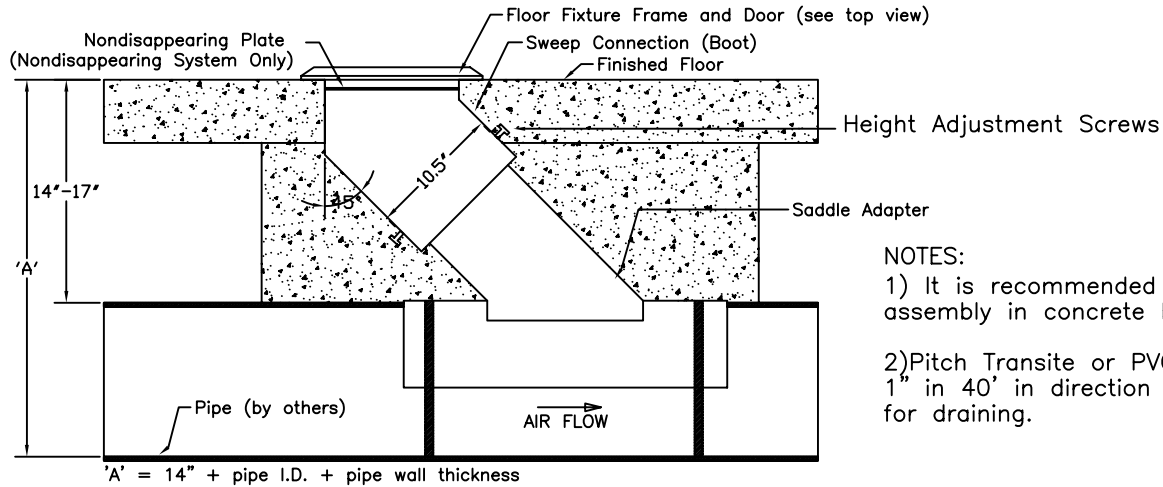 Floor Fixture Frame and Door (see top view)
Nondisappearing Plate
(Nondisappearing System Only)
Sweep Connection (Boot)
Finished Floor
Height Adjustment Screws
14"-17"
10.5"
45°
'A'
Saddle Adapter
NOTES:
1) It is recommended
assembly in concrete
2)Pitch Transite or PV
1" in 40' in direction
for draining.
Pipe (by others)
AIR FLOW
'A' = 14" + pipe I.D. + pipe wall thickness